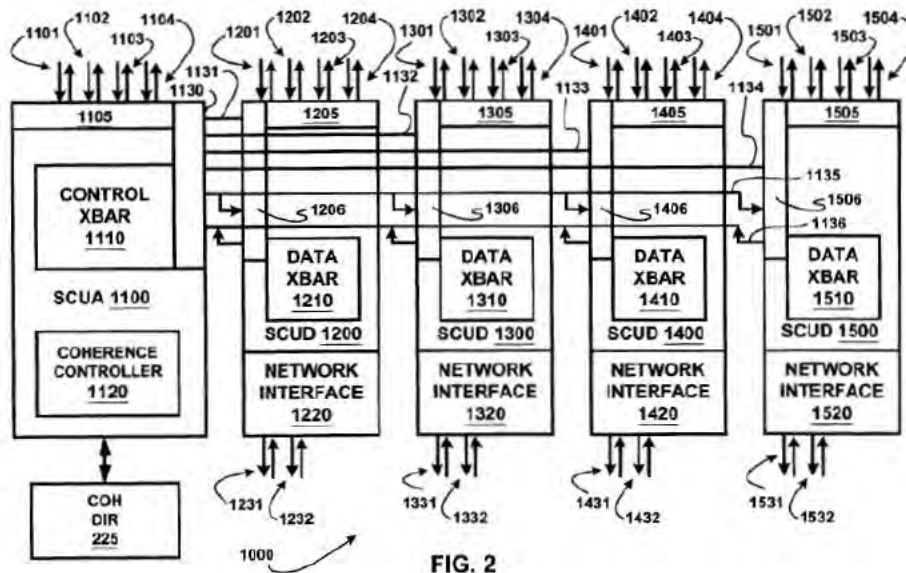 1101 1102 1103 1104 1201 1202 1203 1204 1301 1302 1303 1304 1401 1402 1403 1404 1501 1502 1503 1504
1130 1131 1132 1133 1134
1105 1205 1305 1405 1505
1135
CONTROL XBAR 1110
1206 1306 1406 1506
1136
DATA XBAR 1210
DATA XBAR 1310
DATA XBAR 1410
DATA XBAR 1510
SCUA 1100
SCUD 1200
SCUD 1300
SCUD 1400
SCUD 1500
COHERENCE CONTROLLER 1120
NETWORK INTERFACE 1220
NETWORK INTERFACE 1320
NETWORK INTERFACE 1420
NETWORK INTERFACE 1520
1231 1232 1331 1332 1431 1432 1531 1532
COH DIR 225
1000
FIG. 2